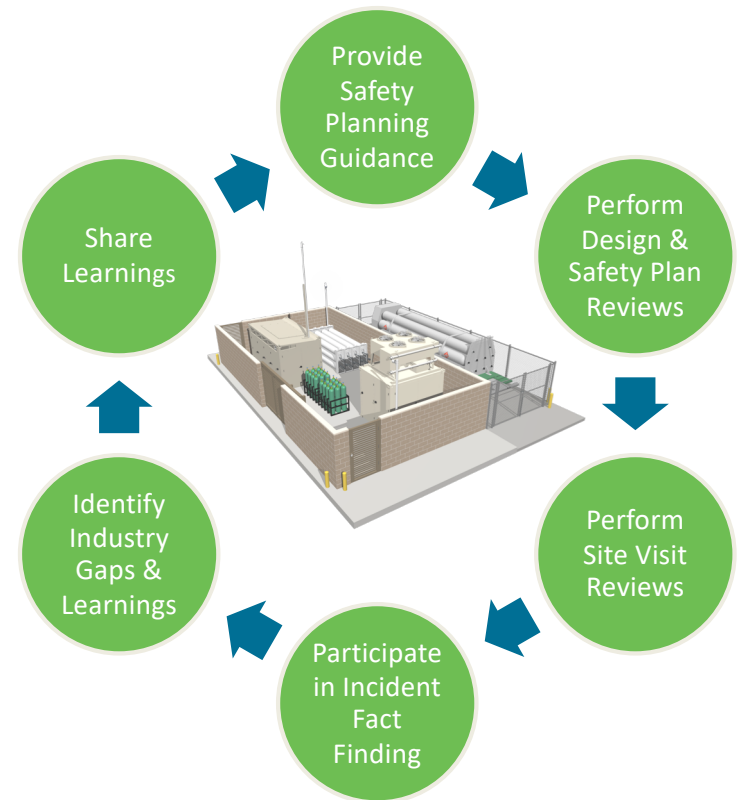 Provide
Safety
Planning
Guidance
Perform
Design &
Safety Plan
Reviews
Perform
Site Visit
Reviews
Participate
in Incident
Fact
Finding
Identify
Industry
Gaps &
Learnings
Share
Learnings